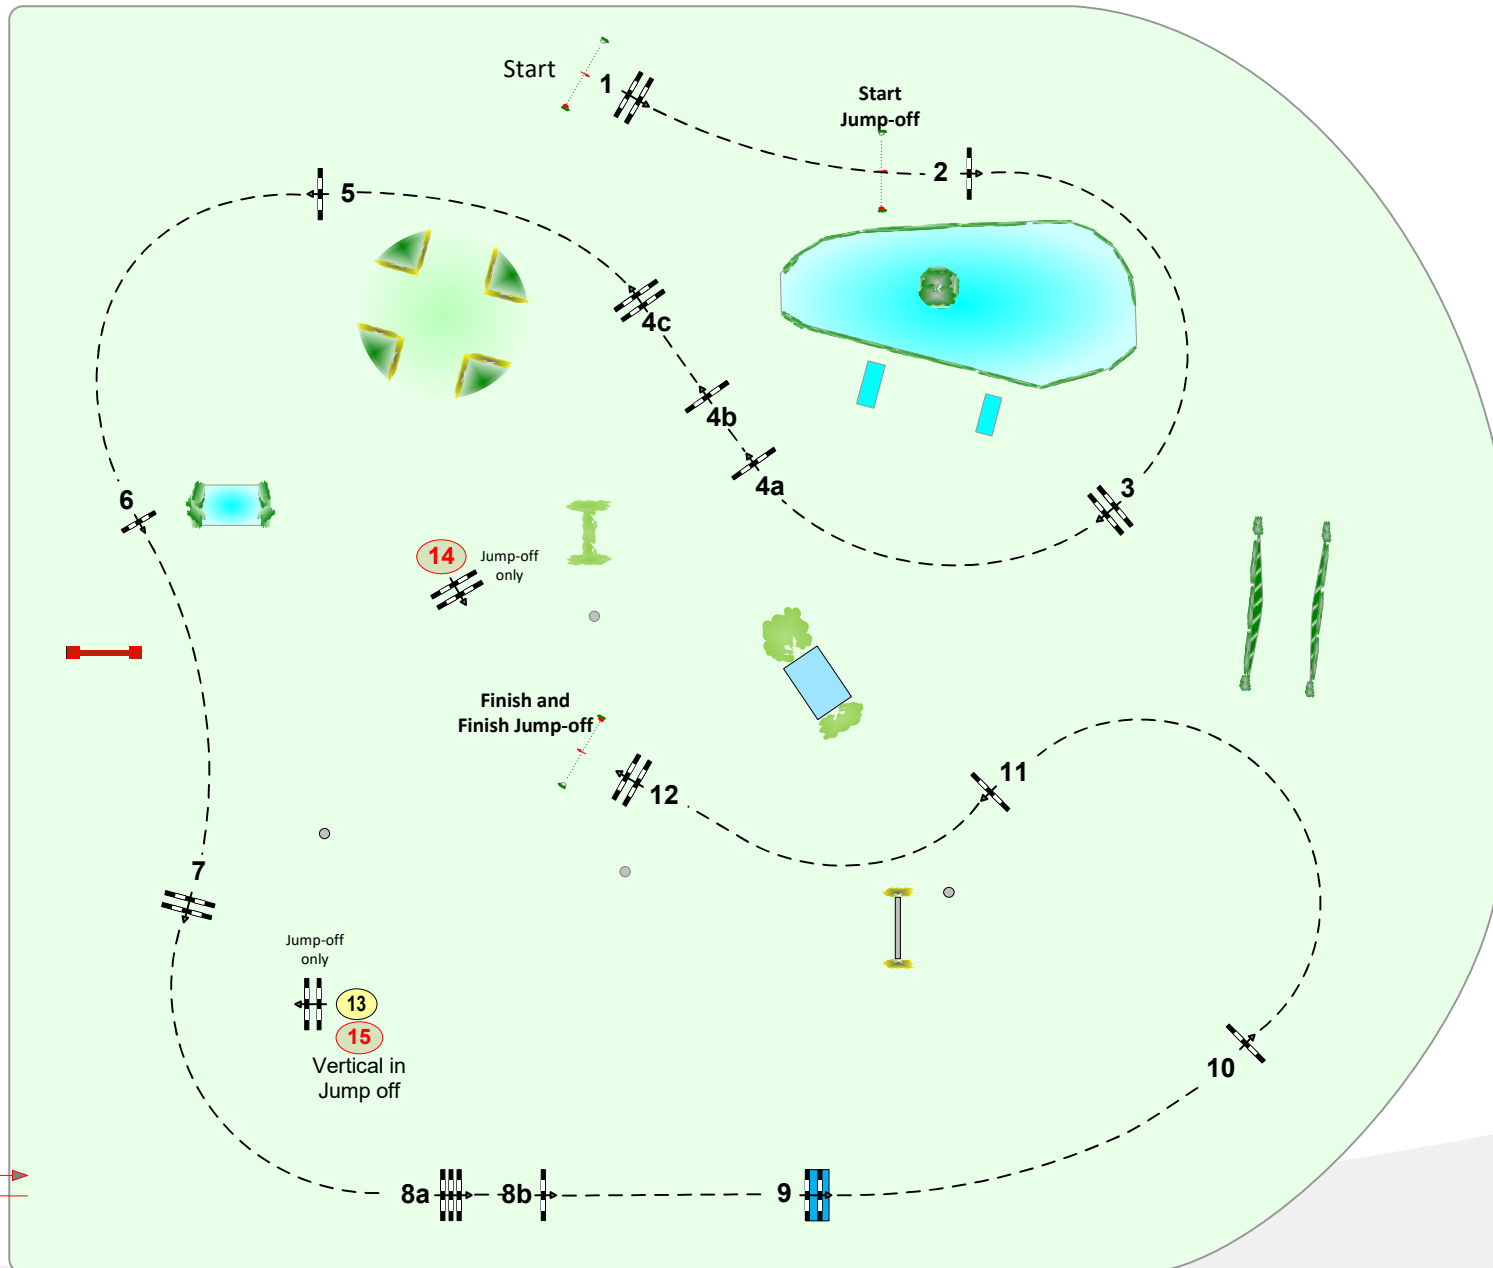 Start
1
Start
Jump-off
2
5
4c
4b
4a
3
6
14
Jump-off
only
Finish and
Finish Jump-off
12
11
7
Jump-off
only
13
15
Vertical in
Jump off
10
8a
8b
9